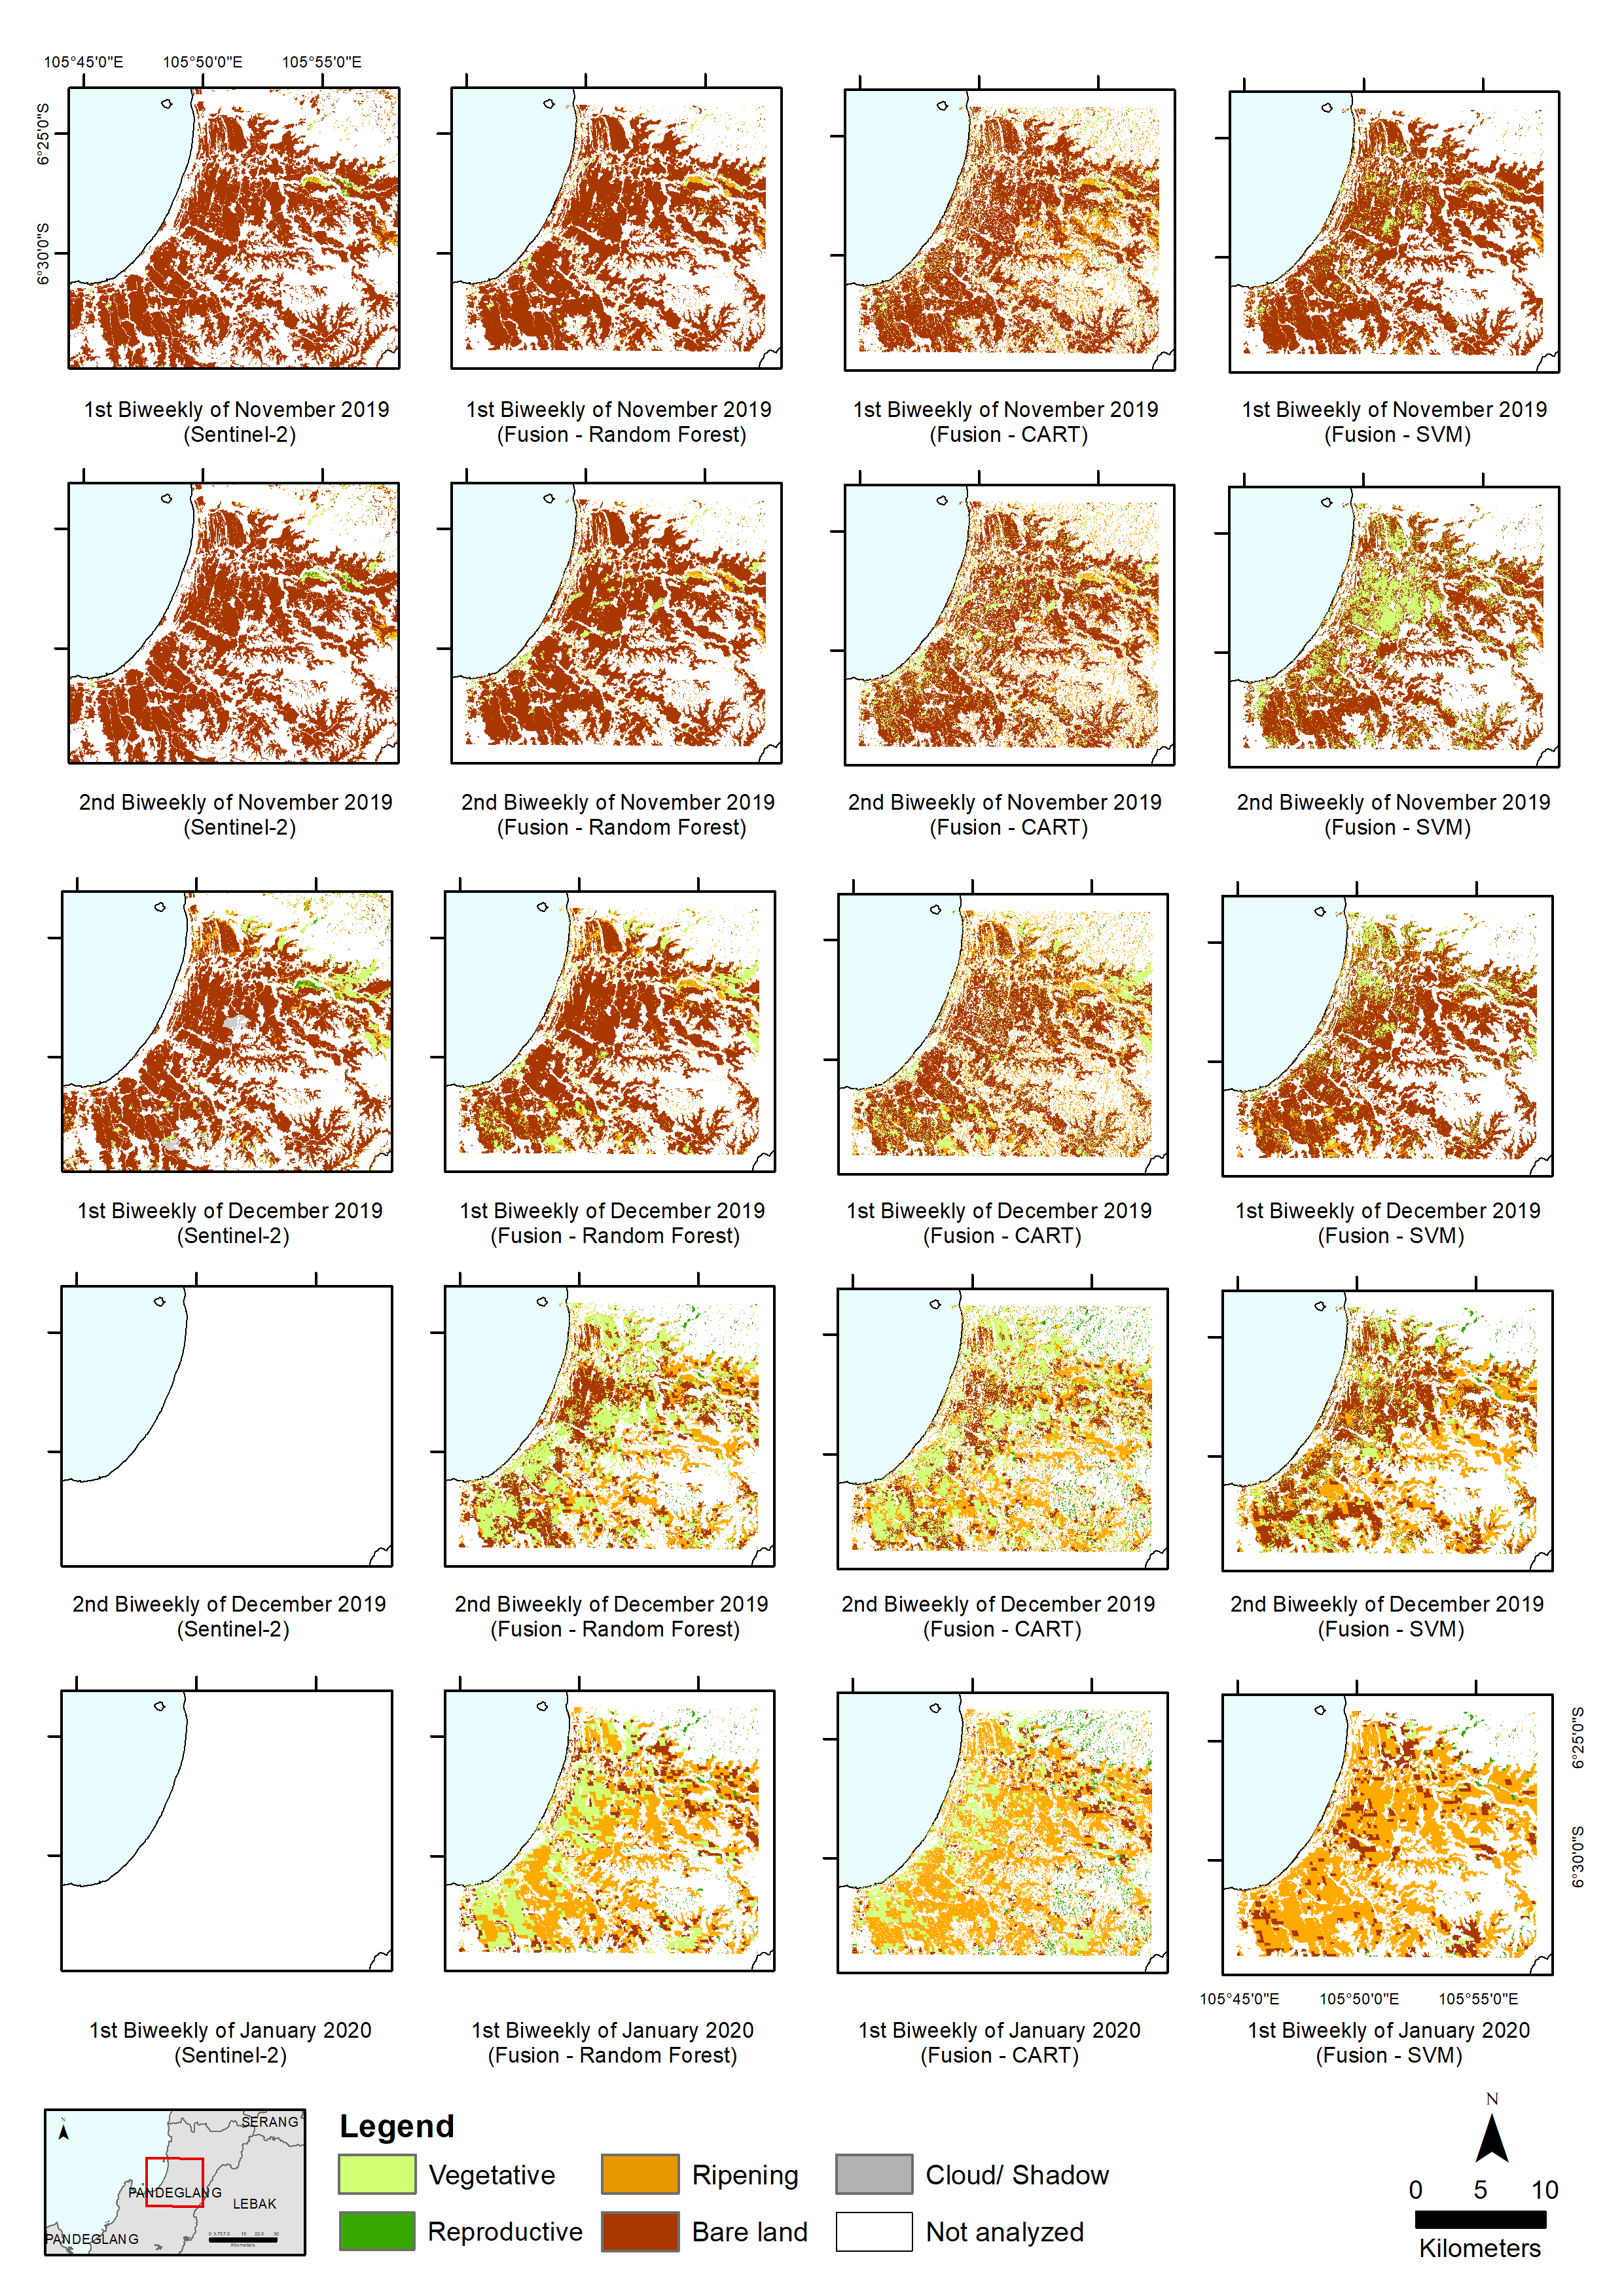 105°45'0"E 105°50'0"E 105°55'0"E
6°25'0"S
6°30'0"S
1st Biweekly of November 2019
(Sentinel-2)
1st Biweekly of November 2019
(Fusion - Random Forest)
1st Biweekly of November 2019
(Fusion - CART)
1st Biweekly of November 2019
(Fusion - SVM)
2nd Biweekly of November 2019
(Sentinel-2)
2nd Biweekly of November 2019
(Fusion - Random Forest)
2nd Biweekly of November 2019
(Fusion - CART)
2nd Biweekly of November 2019
(Fusion - SVM)
1st Biweekly of December 2019
(Sentinel-2)
1st Biweekly of December 2019
(Fusion - Random Forest)
1st Biweekly of December 2019
(Fusion - CART)
1st Biweekly of December 2019
(Fusion - SVM)
2nd Biweekly of December 2019
(Sentinel-2)
2nd Biweekly of December 2019
(Fusion - Random Forest)
2nd Biweekly of December 2019
(Fusion - CART)
2nd Biweekly of December 2019
(Fusion - SVM)
6°25'0"S
6°30'0"S
105°45'0"E 105°50'0"E 105°55'0"E
1st Biweekly of January 2020
(Sentinel-2)
1st Biweekly of January 2020
(Fusion - Random Forest)
1st Biweekly of January 2020
(Fusion - CART)
1st Biweekly of January 2020
(Fusion - SVM)
N
SERANG
PANDEGLANG
LEBAK
PANDEGLANG
Kilometers
Legend
Vegetative
Ripening
Cloud/ Shadow
Reproductive
Bare land
Not analyzed
N
0 5 10
Kilometers